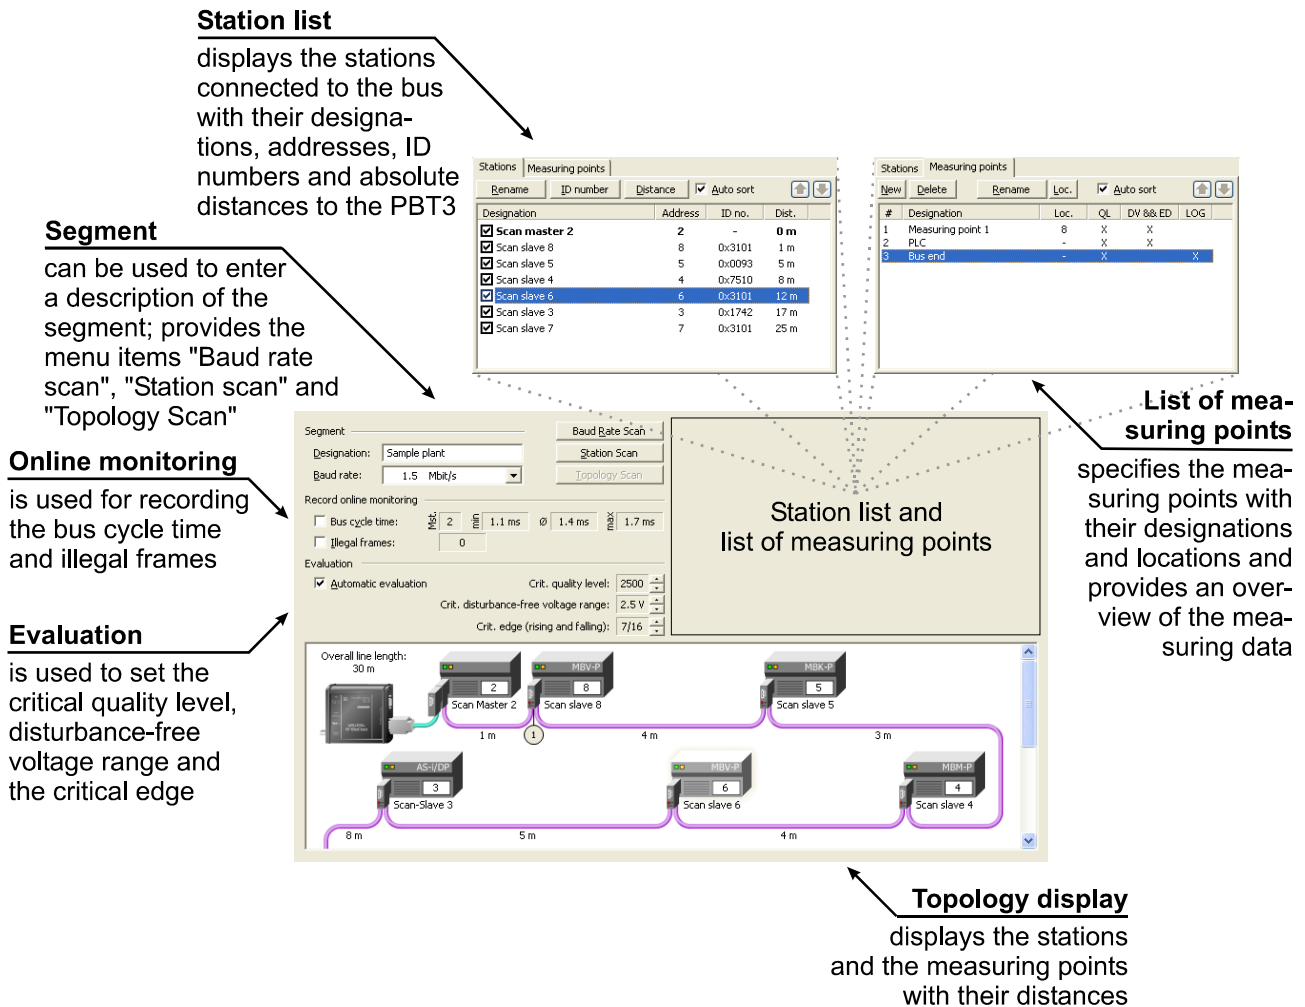 Station list
displays the stations
connected to the bus
with their designa-
tions, addresses, ID
numbers and absolute
distances to the PBT3
Segment
can be used to enter
a description of the
segment; provides the
menu items "Baud rate
scan", "Station scan" and
"Topology Scan"
Online monitoring
is used for recording
the bus cycle time
and illegal frames
Evaluation
is used to set the
critical quality level,
disturbance-free
voltage range and
the critical edge
Stations Measuring points
Rename ID number Distance Auto sort
Designation Address ID no. Dist.
Scan master 2 2 - 0 m
Scan slave 8 8 0x3101 1 m
Scan slave 5 5 0x0093 5 m
Scan slave 4 4 0x7510 8 m
Scan slave 6 6 0x3101 12 m
Scan slave 3 3 0x1742 17 m
Scan slave 7 7 0x3101 25 m
Stations Measuring points
New Delete Rename Loc. Auto sort
# Designation Loc. QL DV && ED LOG
1 Measuring point 1 8 X X
2 PLC - X X
3 Bus end - X X
List of mea-
suring points
specifies the mea-
suring points with
their designations
and locations and
provides an over-
view of the mea-
suring data
Segment Baud Rate Scan
Designation: Sample plant Station Scan
Baud rate: 1.5 Mbit/s Topology Scan
Record online monitoring
Bus cycle time: Mst. 2 min 1.1 ms Ø 1.4 ms max 1.7 ms
Illegal frames: 0
Evaluation
Automatic evaluation Crit. quality level: 2500
Crit. disturbance-free voltage range: 2.5 V
Crit. edge (rising and falling): 7/16
Station list and
list of measuring points
Overall line length:
30 m
2
Scan Master 2
MBV-P
8
Scan slave 8
MBK-P
5
Scan slave 5
1 m 1 4 m 3 m
AS-I/DP
3
Scan-Slave 3
MBV-P
6
Scan slave 6
MBM-P
4
Scan slave 4
8 m 5 m 4 m
Topology display
displays the stations
and the measuring points
with their distances